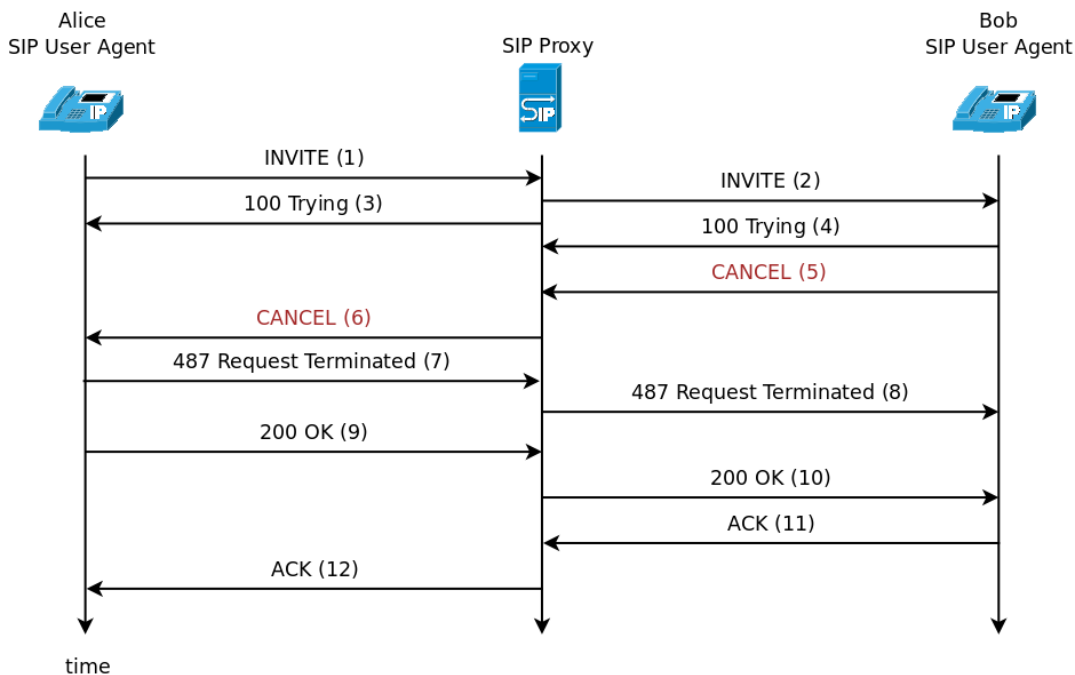 Alice
SIP User Agent
SIP Proxy
Bob
SIP User Agent
IP
SIP
IP
INVITE (1)
INVITE (2)
100 Trying (3)
100 Trying (4)
CANCEL (5)
CANCEL (6)
487 Request Terminated (7)
487 Request Terminated (8)
200 OK (9)
200 OK (10)
ACK (11)
ACK (12)
time